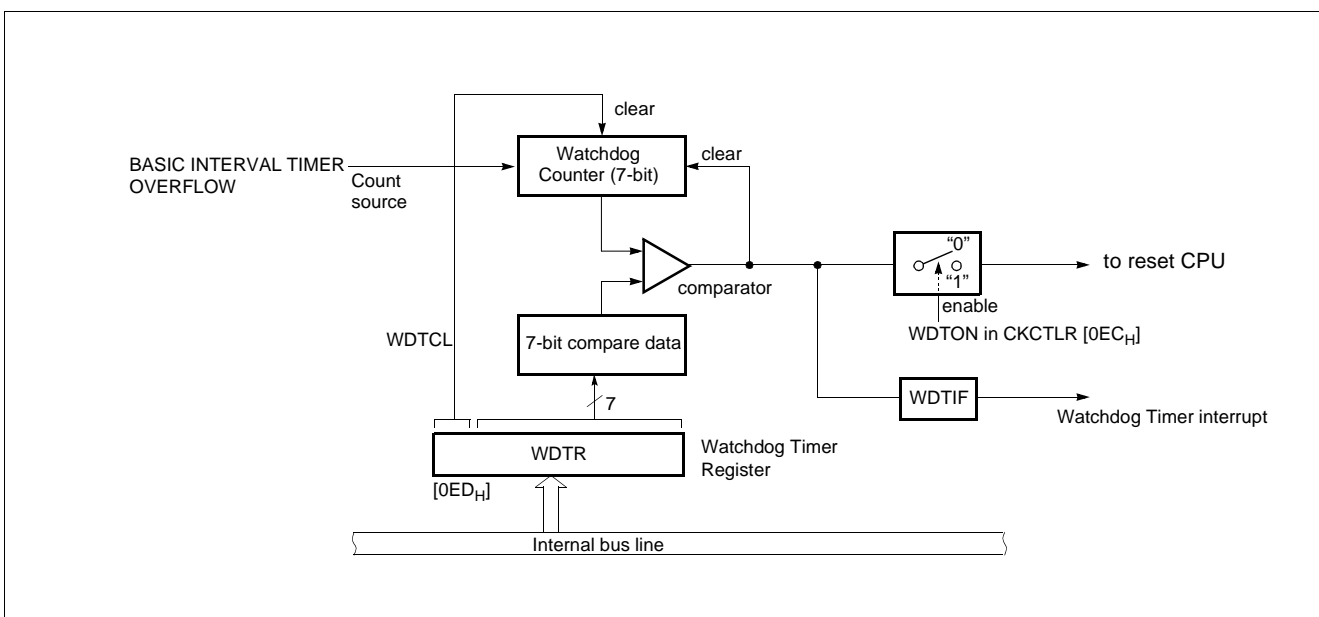 clear
BASIC INTERVAL TIMER
OVERFLOW
Count
source
Watchdog
Counter (7-bit)
clear
comparator
“0”
“1”
enable
to reset CPU
WDTON in CKCTLR [0ECH]
WDTCL
7-bit compare data
7
WDTIF
Watchdog Timer interrupt
WDTR
Watchdog Timer
Register
[0EDH]
Internal bus line